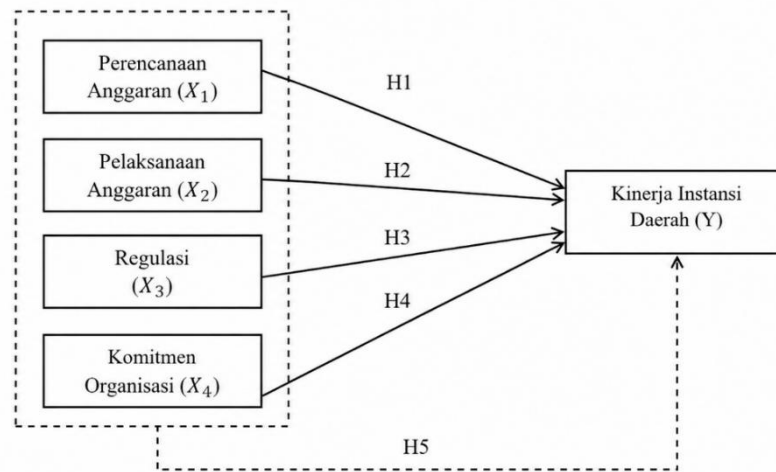 Perencanaan
Anggaran (X₁)
H1
Pelaksanaan
Anggaran (X₂)
H2
Kinerja Instansi
Daerah (Y)
Regulasi
(X₃)
H3
H4
Komitmen
Organisasi (X₄)
H5